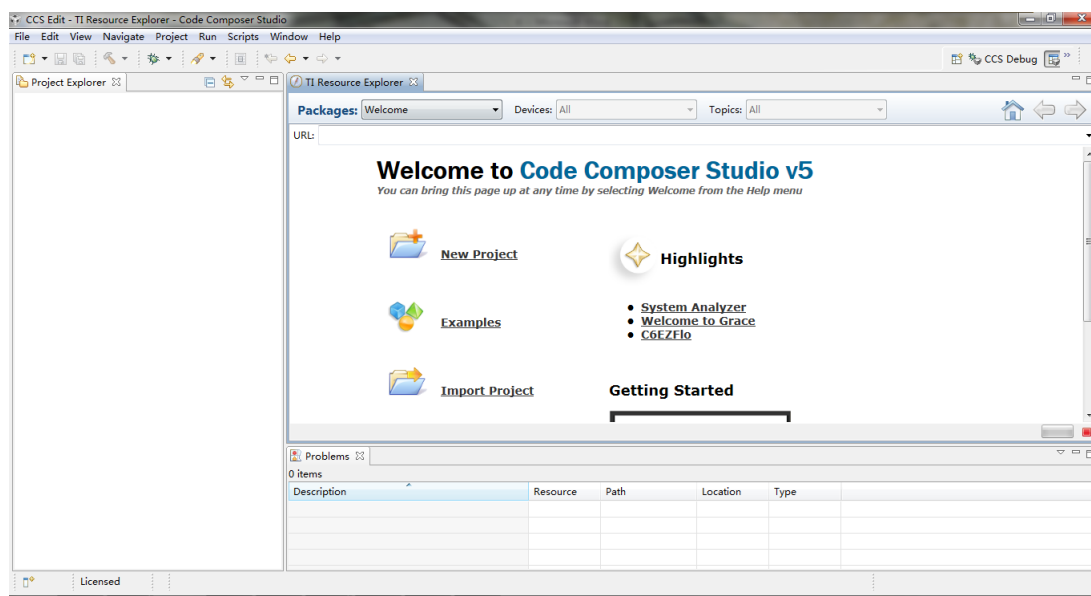 CCS Edit - TI Resource Explorer - Code Composer Studio
File Edit View Navigate Project Run Scripts Window Help
CCS Debug
Project Explorer
TI Resource Explorer
Packages: Welcome Devices: All Topics: All
URL:
Welcome to Code Composer Studio v5
You can bring this page up at any time by selecting Welcome from the Help menu
New Project
Highlights
Examples
• System Analyzer
• Welcome to Grace
• C6EZFlo
Import Project
Getting Started
Problems
0 items
Description Resource Path Location Type
Licensed